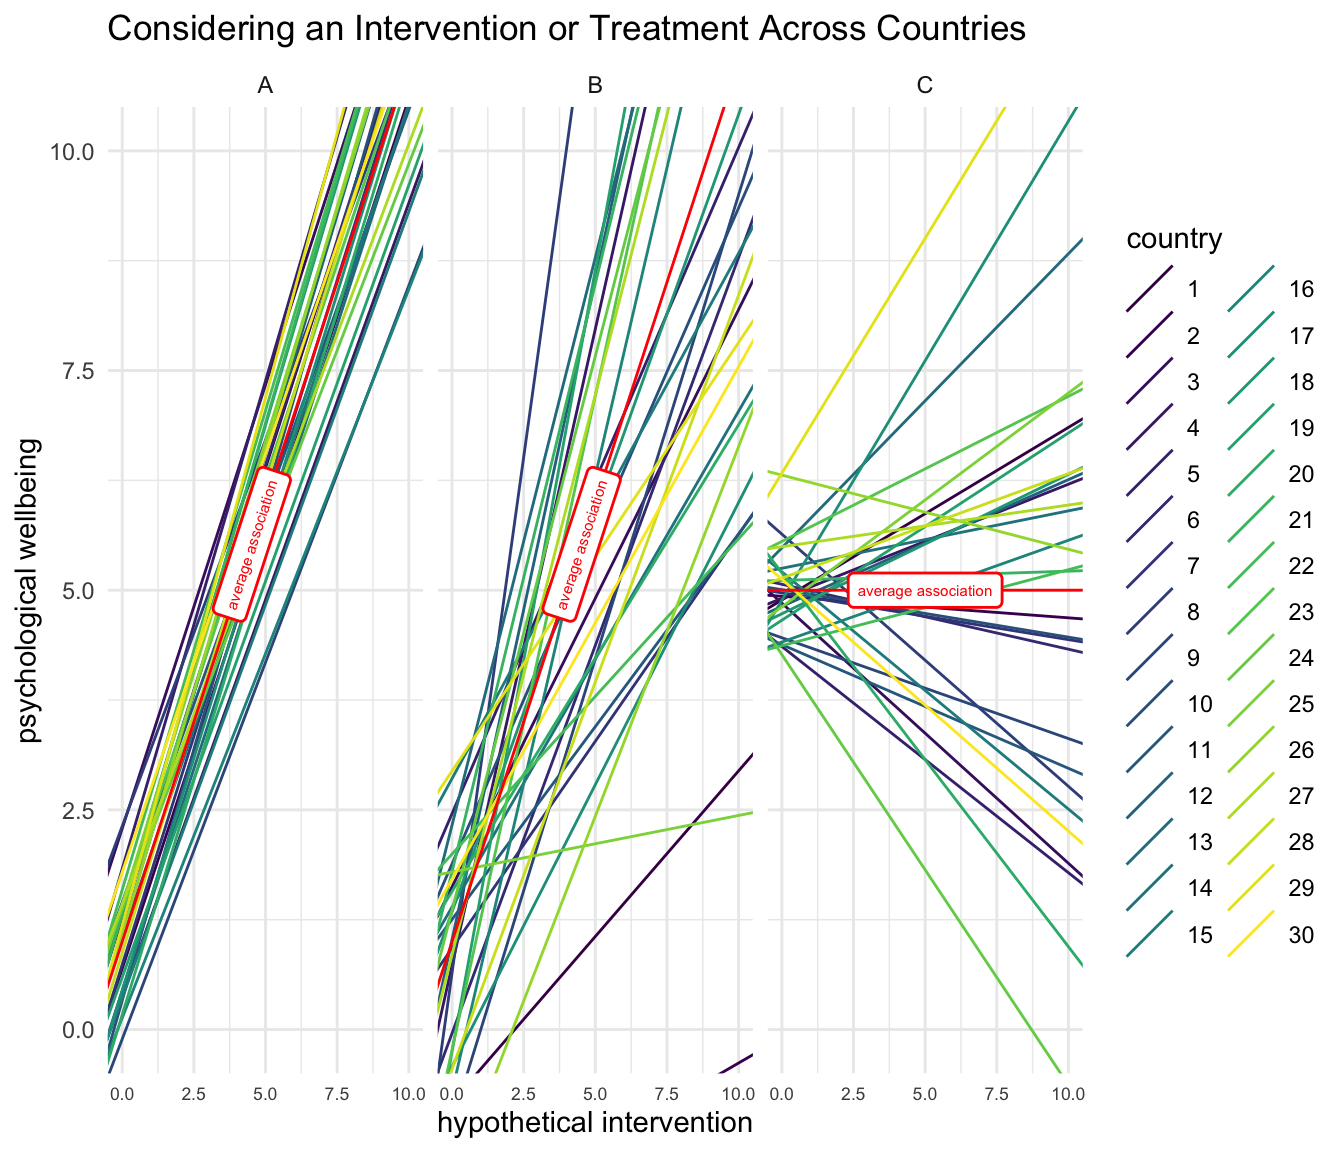 Considering an Intervention or Treatment Across Countries
A B C
10.0
7.5
5.0
2.5
0.0
psychological wellbeing
average association
average association
average association
0.0 2.5 5.0 7.5 10.0 0.0 2.5 5.0 7.5 10.0 0.0 2.5 5.0 7.5 10.0
hypothetical intervention
country
1 16
2 17
3 18
4 19
5 20
6 21
7 22
8 23
9 24
10 25
11 26
12 27
13 28
14 29
15 30